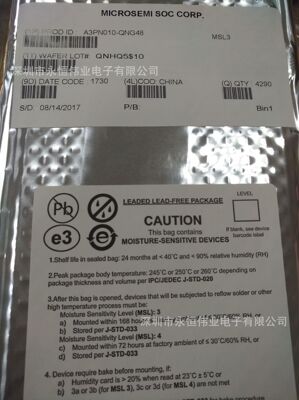 MICROSEMI SOC CORP.
(1P) PROD ID: A3PN010-QNG48
MSL3
(1T) WAFER LOT#: QNHQ5$10
深圳市永恒伟业电子有限公司
(9D) DATE CODE: 1730 (4L)COO: CHINA (Q) QTY: 4290
S/D 08/14/2017 P/B: Bin1
LEADED LEAD-FREE PACKAGE
LEVEL
Pb
e3
e
CAUTION
This bag contains
MOISTURE-SENSITIVE DEVICES
If blank, see device
barcode label
1.Shelf life in sealed bag: 24 months at < 40°C and < 90% relative humidity (RH)
2.Peak package body temperature: 245°C or 250°C or 260°C depending on
package thickness and volume per IPC/JEDEC J-STD-020
3.After this bag is opened, devices that will be subjected to reflow solder or other
high temperature process must:
Moisture Sensitivity Level (MSL): 3
a) Mounted within 168 hours
深圳市永恒伟业电子有限公司
60% RH, or
b) Stored per J-STD-033
Moisture Sensitivity Level (MSL): 4
a) Mounted within 72 hours at factory ambient of ≤30°C/60% RH, or
b) Stored per J-STD-033
4. Device require bake before mounting, if:
a) Humidity card is > 20% when read at 23°C ± 5°C or
b) 3a or 3b (for MSL 3), 3c or 3d (for MSL 4) are not met